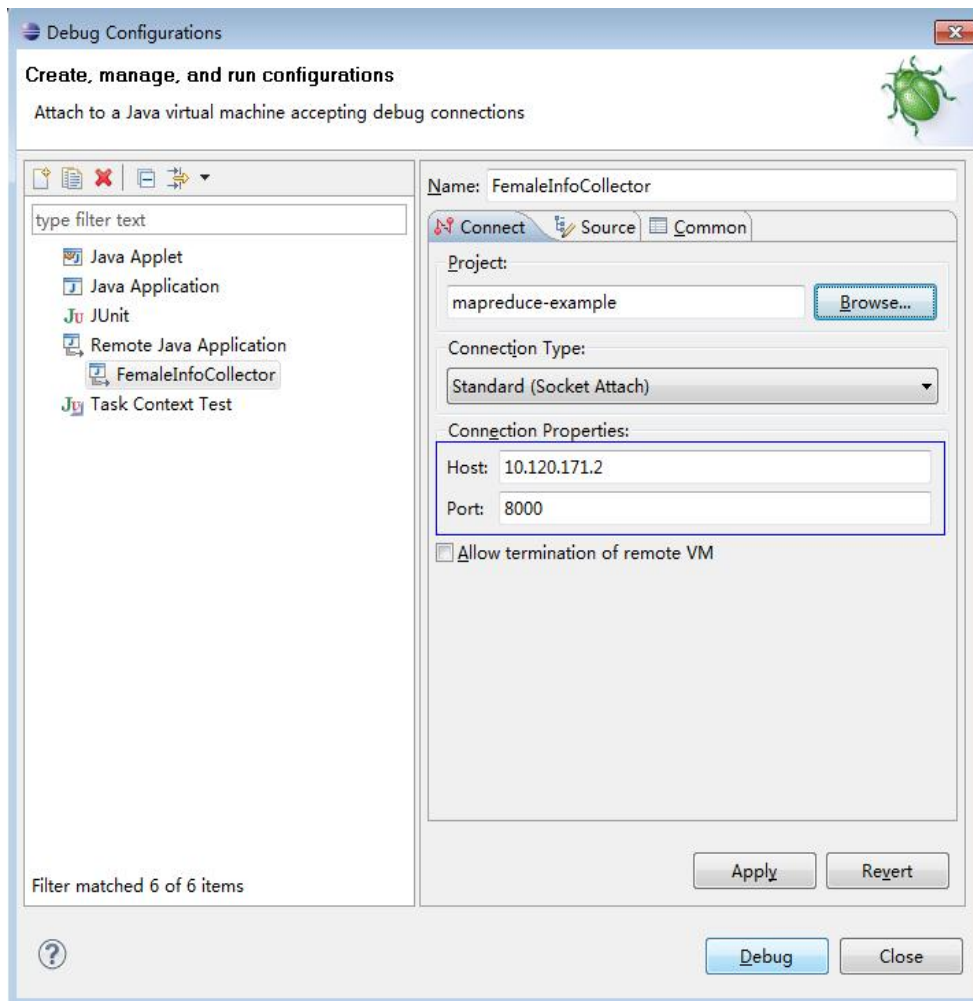 Debug Configurations
Create, manage, and run configurations
Attach to a Java virtual machine accepting debug connections
type filter text
Java Applet
Java Application
Ju JUnit
Remote Java Application
FemaleInfoCollector
Ju Task Context Test
Filter matched 6 of 6 items
Name: FemaleInfoCollector
Connect Source Common
Project:
mapreduce-example Browse...
Connection Type:
Standard (Socket Attach)
Connection Properties:
Host: 10.120.171.2
Port: 8000
Allow termination of remote VM
Apply Revert
? Debug Close